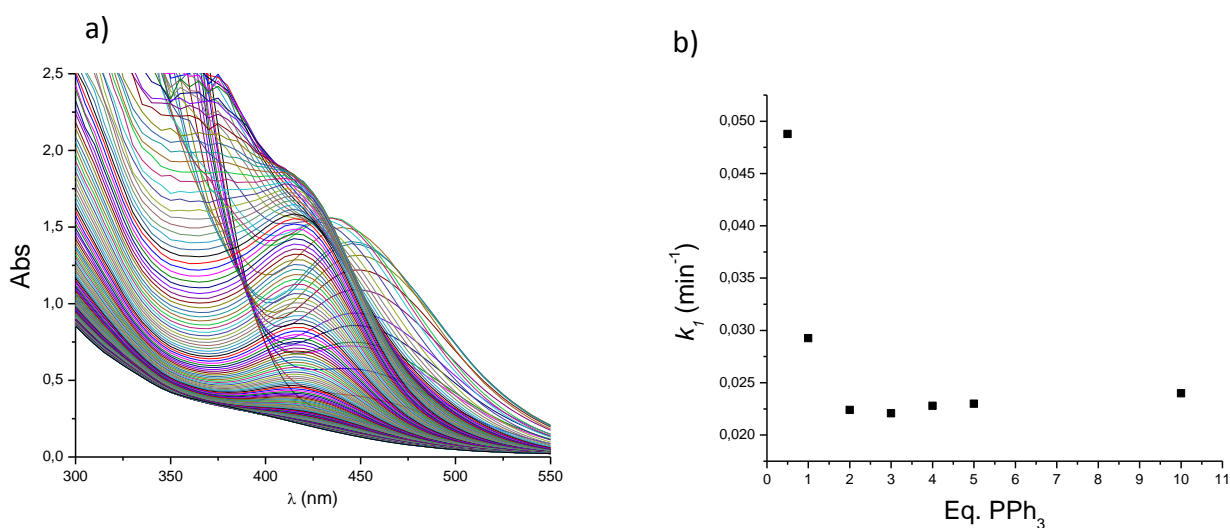 a)
2,5
2,0
1,5
1,0
0,5
0,0
Abs
300 350 400 450 500 550
λ (nm)
b)
0,050
0,045
0,040
0,035
0,030
0,025
0,020
k₁ (min⁻¹)
0 1 2 3 4 5 6 7 8 9 10 11
Eq. PPh₃